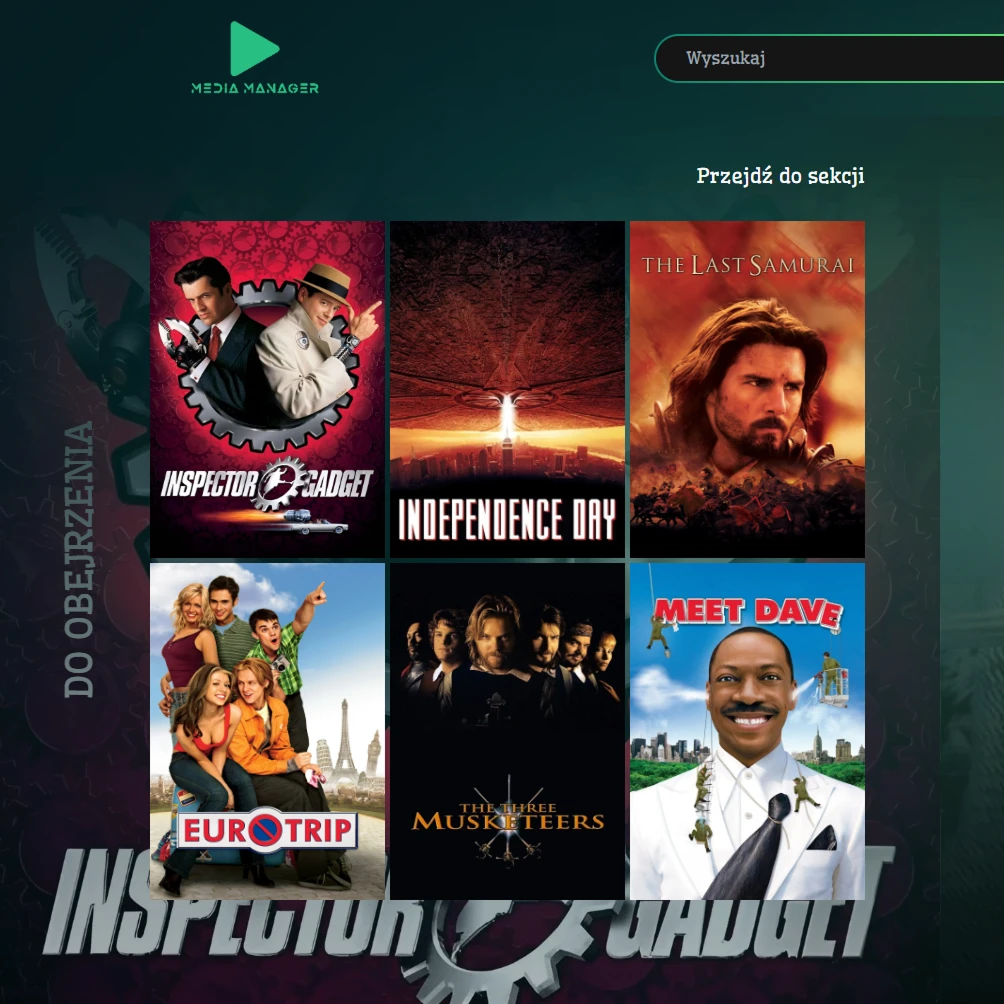 MEDIA MANAGER
Wyszukaj
Przejdź do sekcji
DO OBEJRZENIA
INSPECTOR GADGET
INDEPENDENCE DAY
THE LAST SAMURAI
EUROTRIP
THE THREE
MUSKETEERS
MEET DAVE
INSPECTOR GADGET